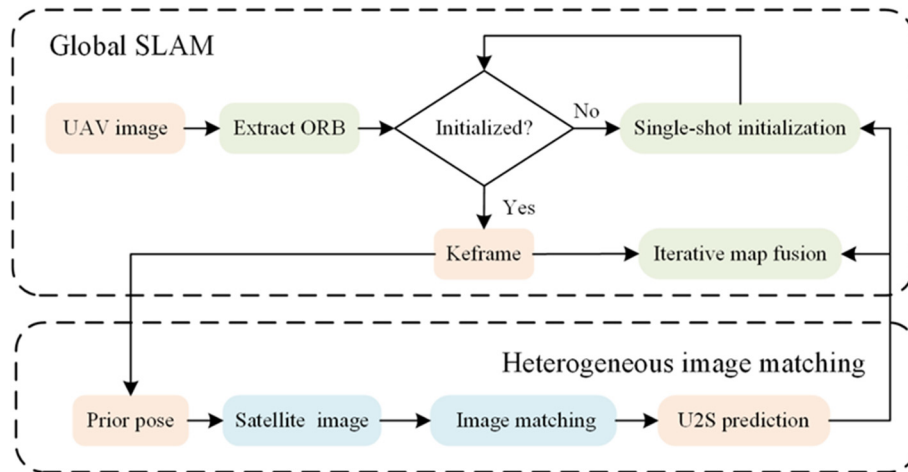 Global SLAM
UAV image
Extract ORB
Initialized?
No
Single-shot initialization
Yes
Keframe
Iterative map fusion
Heterogeneous image matching
Prior pose
Satellite image
Image matching
U2S prediction